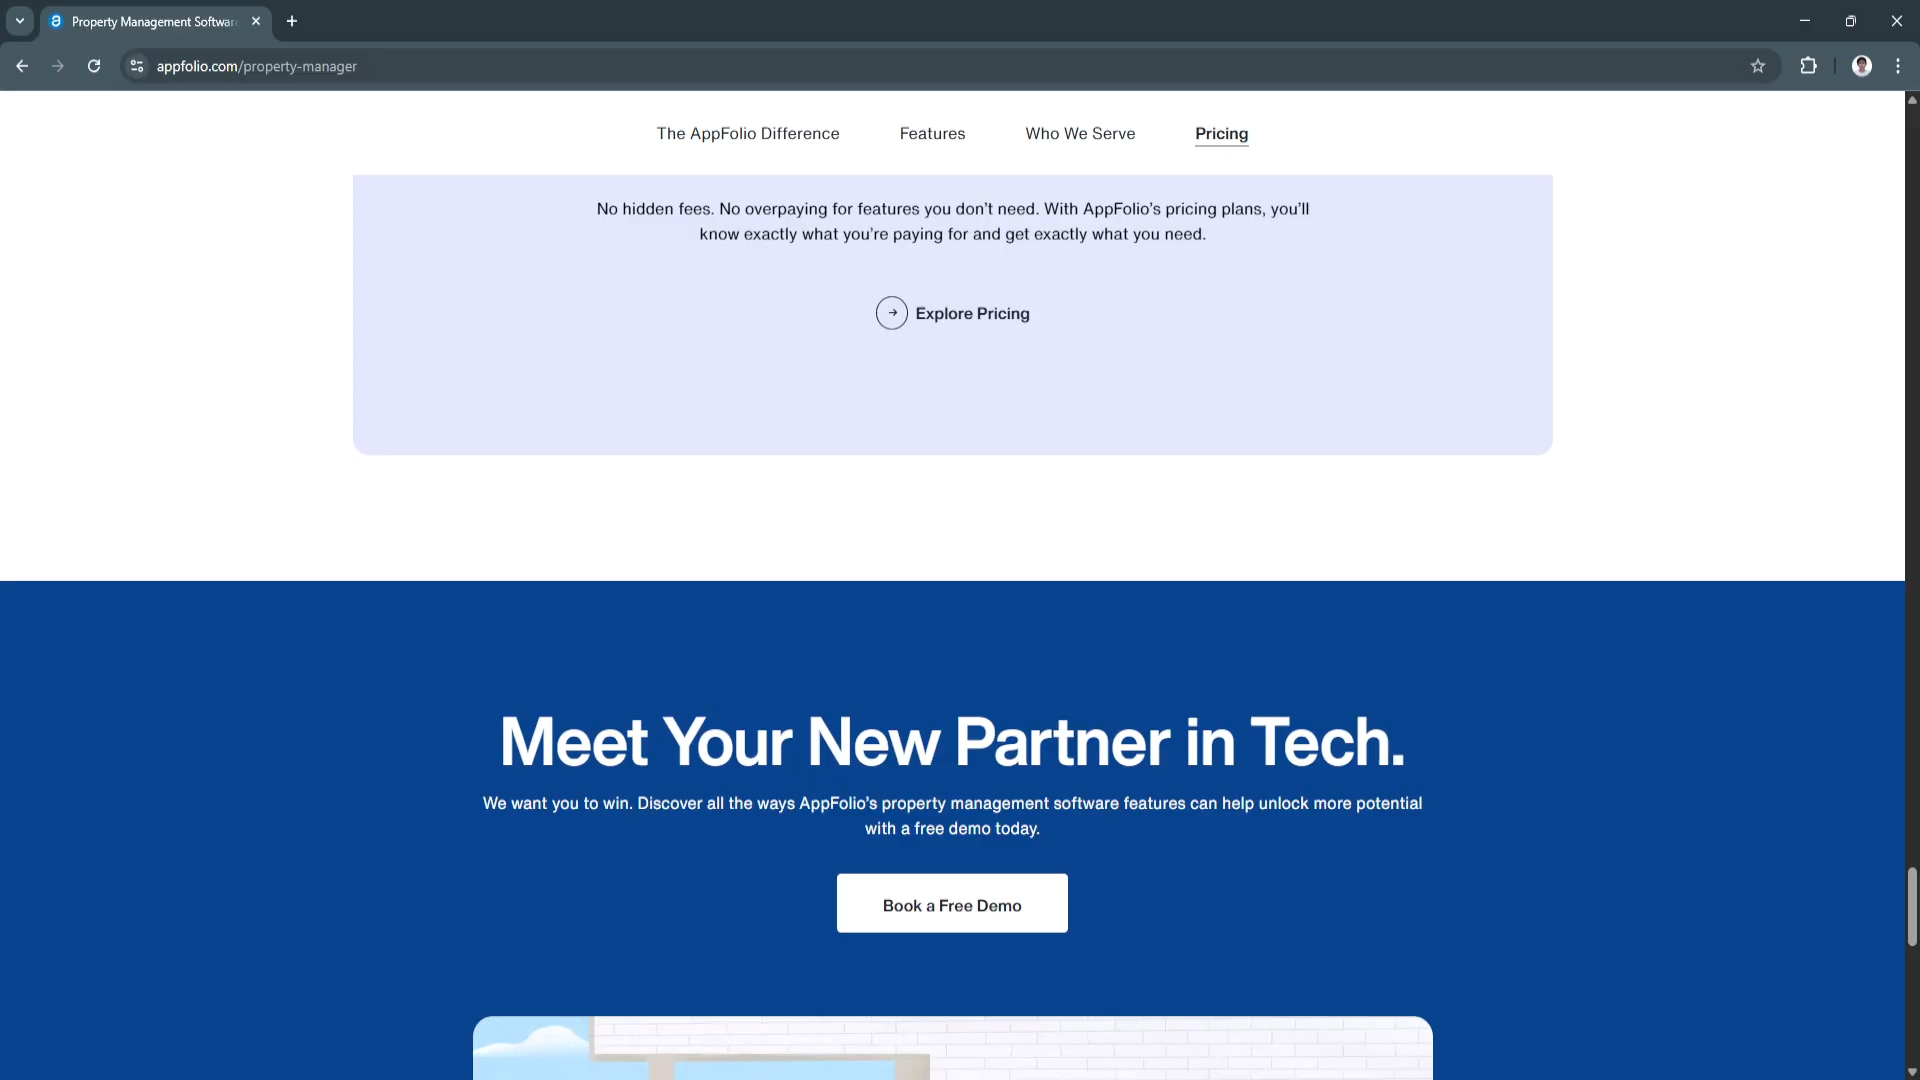 Property Management Softwar
appfolio.com/property-manager
The AppFolio Difference
Features
Who We Serve
Pricing
No hidden fees. No overpaying for features you don’t need. With AppFolio’s pricing plans, you’ll
know exactly what you’re paying for and get exactly what you need.
Explore Pricing
Meet Your New Partner in Tech.
We want you to win. Discover all the ways AppFolio’s property management software features can help unlock more potential
with a free demo today.
Book a Free Demo